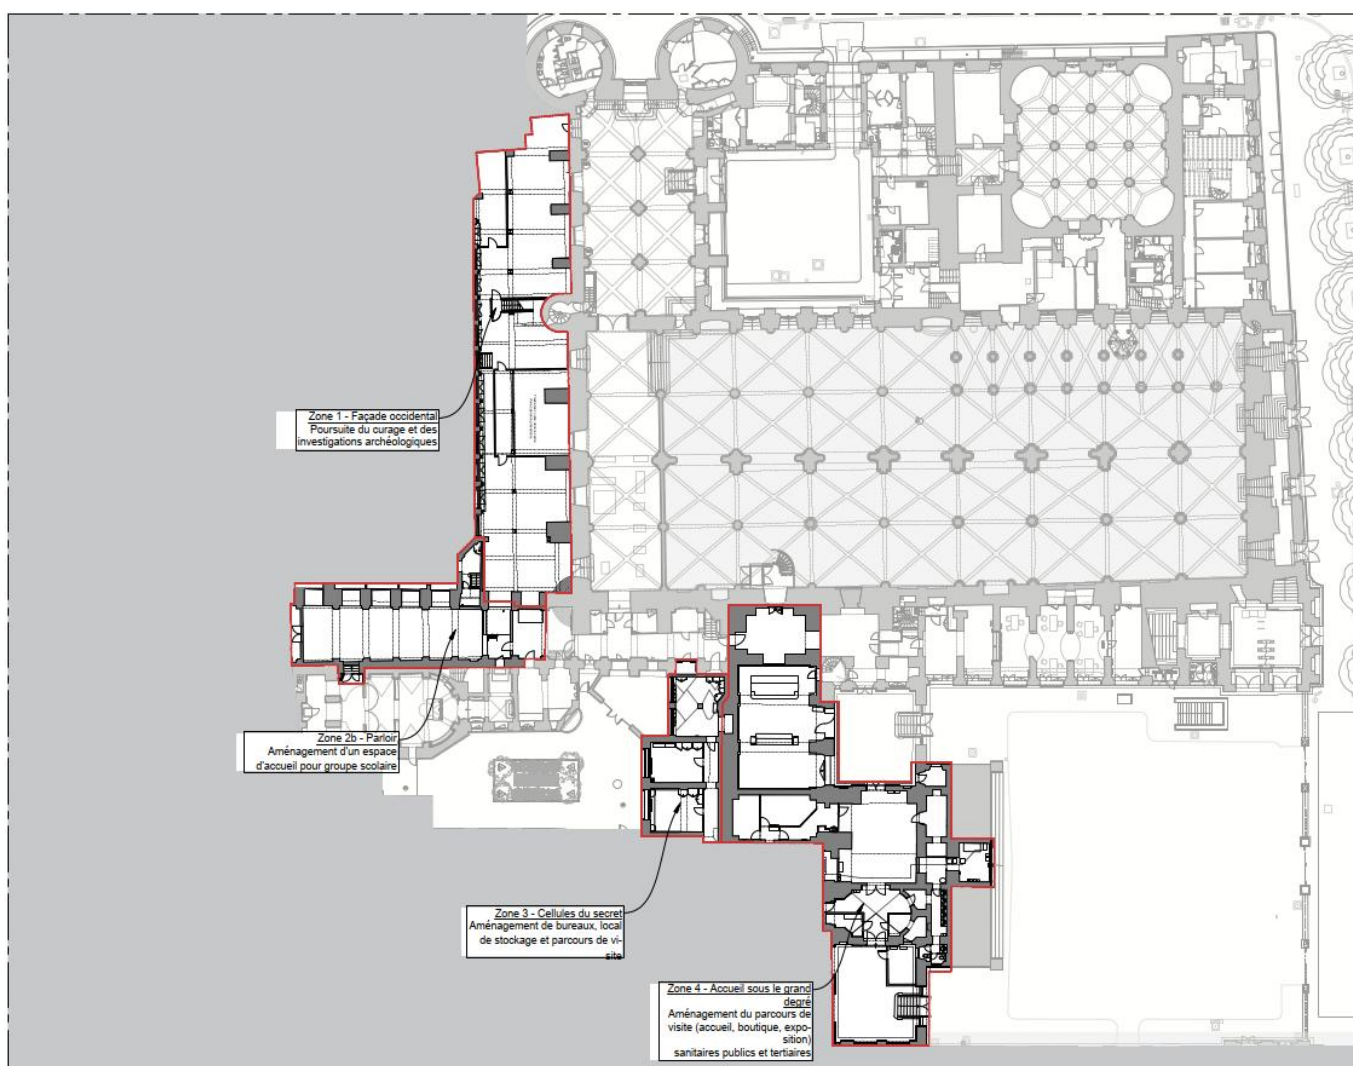 Zone 1 - Façade occidental
Poursuite du curage et des
investigations archéologiques
Zone 2b - Parloir
Aménagement d'un espace
d'accueil pour groupe scolaire
Zone 3 - Cellules du secret
Aménagement de bureaux, local
de stockage et parcours de vi-
site
Zone 4 - Accueil sous le grand
degré
Aménagement du parcours de
visite (accueil, boutique, expo-
sition)
sanitaires publics et tertiaires